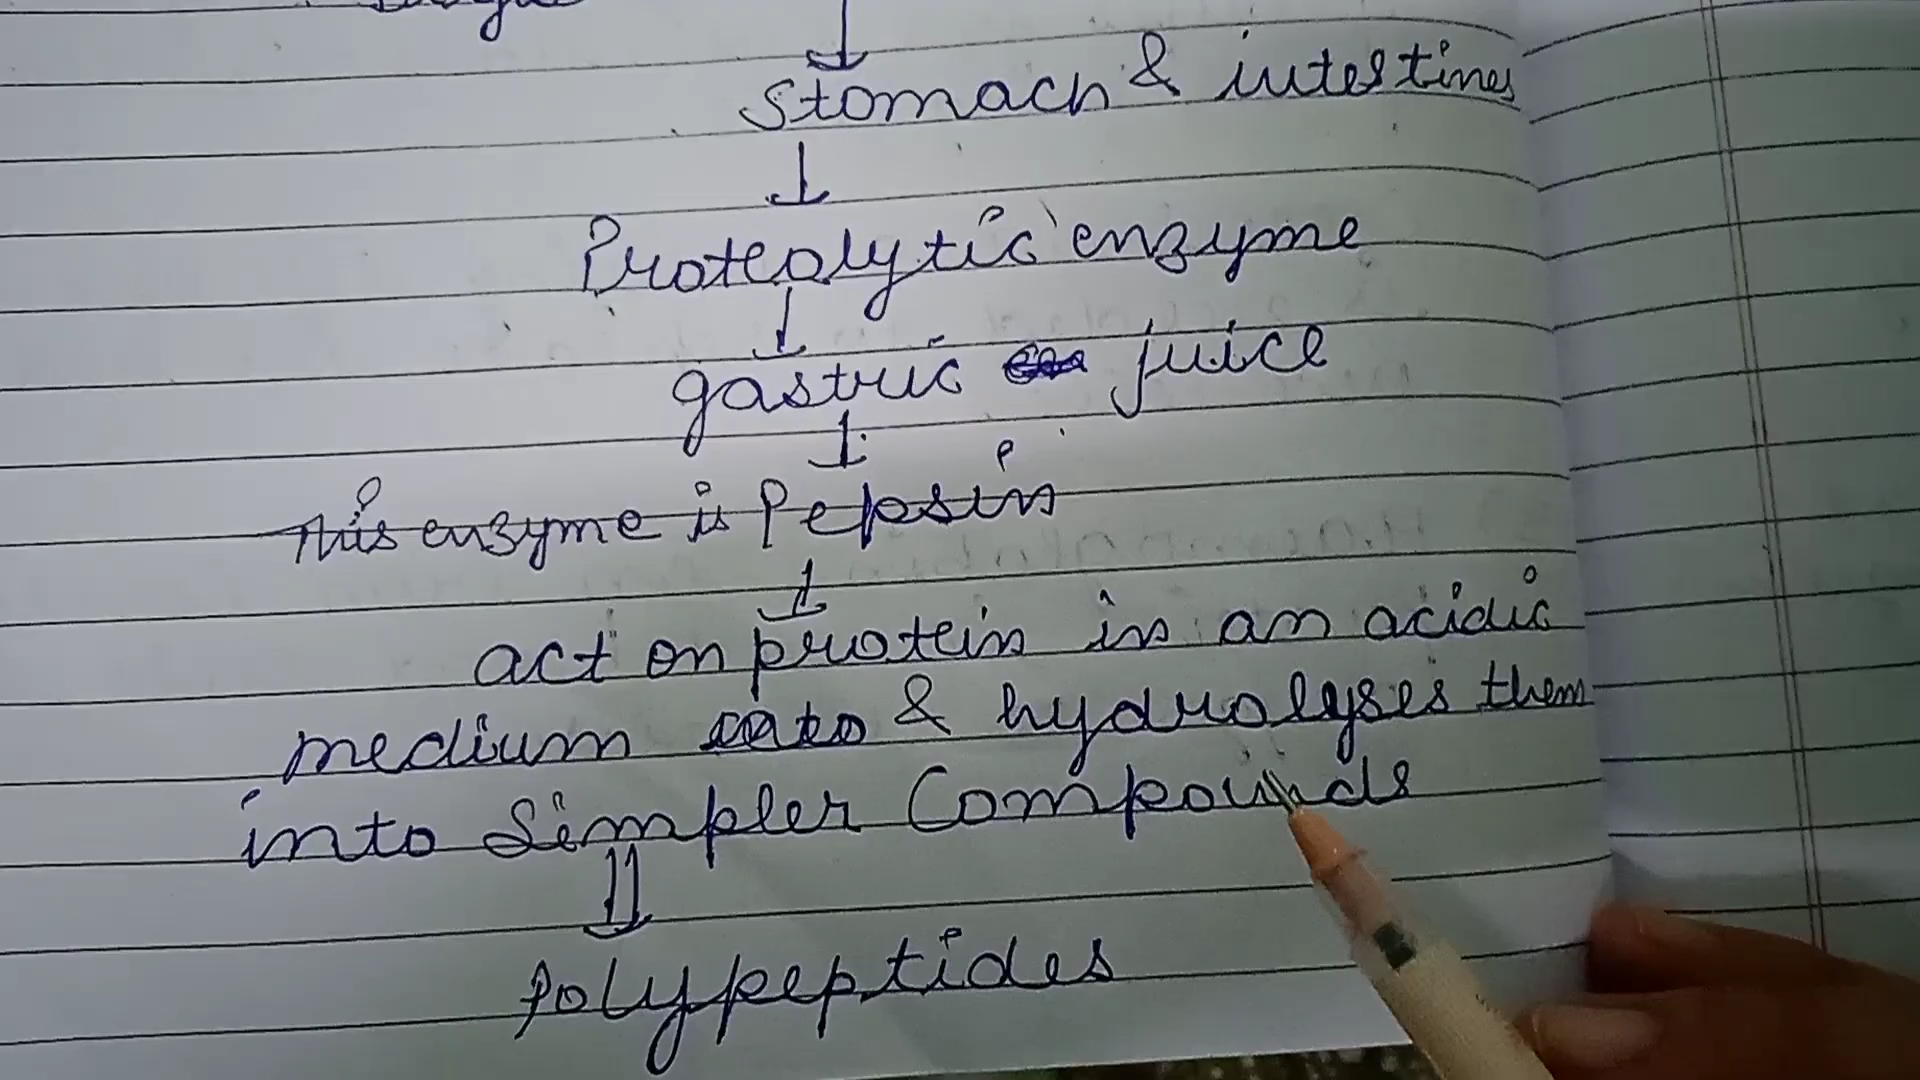 Stomach & intestines
Proteolytic enzyme
gastric juice
This enzyme is Pepsin
act on protein in an acidic
medium & hydrolyses them
into Simpler Compounds
Polypeptides